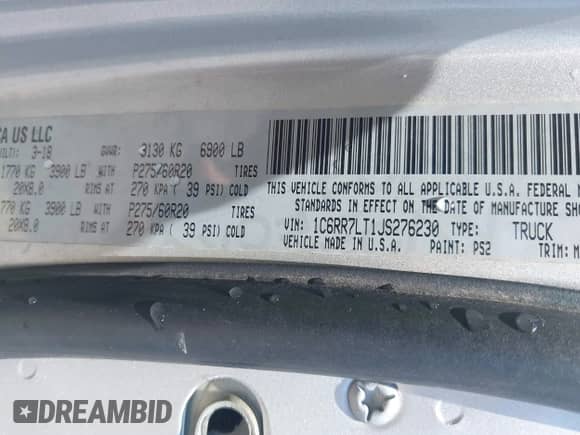 CA US LLC
3-18 GVWR: 3130 KG 6900 LB
1770 KG 3900 LB WITH P275/60R20 TIRES
20X8.0 RIMS AT 270 KPA ( 39 PSI) COLD
770 KG 3900 LB WITH P275/60R20 TIRES
20X8.0 RIMS AT 270 KPA ( 39 PSI) COLD
THIS VEHICLE CONFORMS TO ALL APPLICABLE U.S.A. FEDERAL
STANDARDS IN EFFECT ON THE DATE OF MANUFACTURE
VIN: 1C6RR7LT1JS276230 TYPE: TRUCK
VEHICLE MADE IN U.S.A. PAINT: PS2 TRIM:
DREAMBID